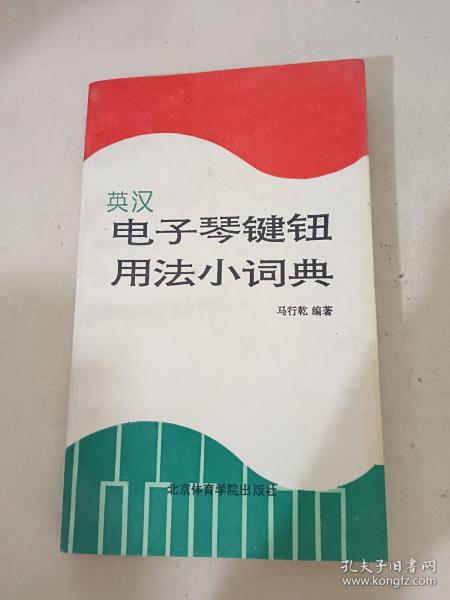 英汉
电子琴键钮
用法小词典
马行乾 编著
北京体育学院出版社
孔夫子旧书网
www.kongfz.com